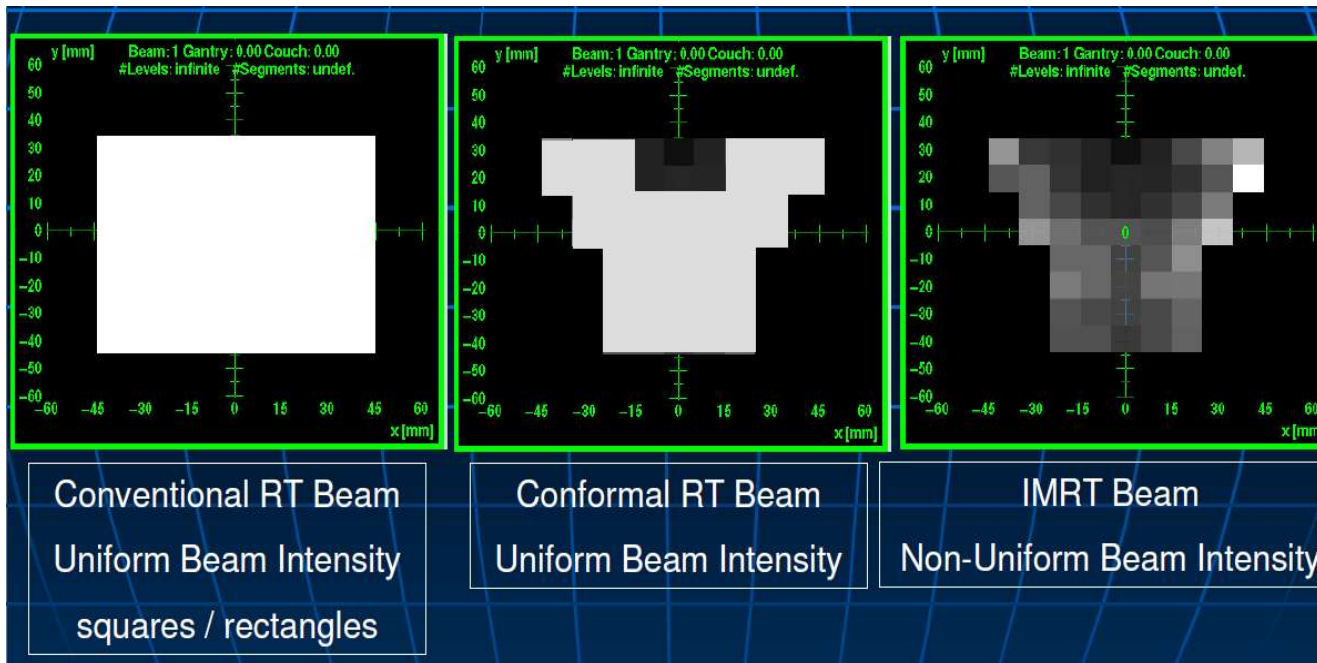 y [mm]
Beam: 1 Gantry: 0.00 Couch: 0.00
#Levels: infinite #Segments: undef.
60
50
40
30
20
10
0
-10
-20
-30
-40
-50
-60
-60 -45 -30 -15 0 15 30 45 60
x [mm]
Conventional RT Beam
Uniform Beam Intensity
squares / rectangles
y [mm]
Beam: 1 Gantry: 0.00 Couch: 0.00
#Levels: infinite #Segments: undef.
60
50
40
30
20
10
0
-10
-20
-30
-40
-50
-60
-60 -45 -30 -15 0 15 30 45 60
x [mm]
Conformal RT Beam
Uniform Beam Intensity
y [mm]
Beam: 1 Gantry: 0.00 Couch: 0.00
#Levels: infinite #Segments: undef.
60
50
40
30
20
10
0
0
-10
-20
-30
-40
-50
-60
-60 -45 -30 -15 0 15 30 45 60
x [mm]
IMRT Beam
Non-Uniform Beam Intensity